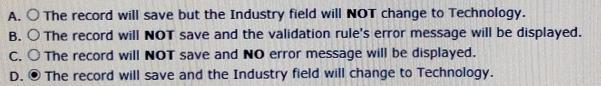 A. The record will save but the Industry field will NOT change to Technology.
B. The record will NOT save and the validation rule's error message will be displayed.
C. The record will NOT save and NO error message will be displayed.
D. The record will save and the Industry field will change to Technology.